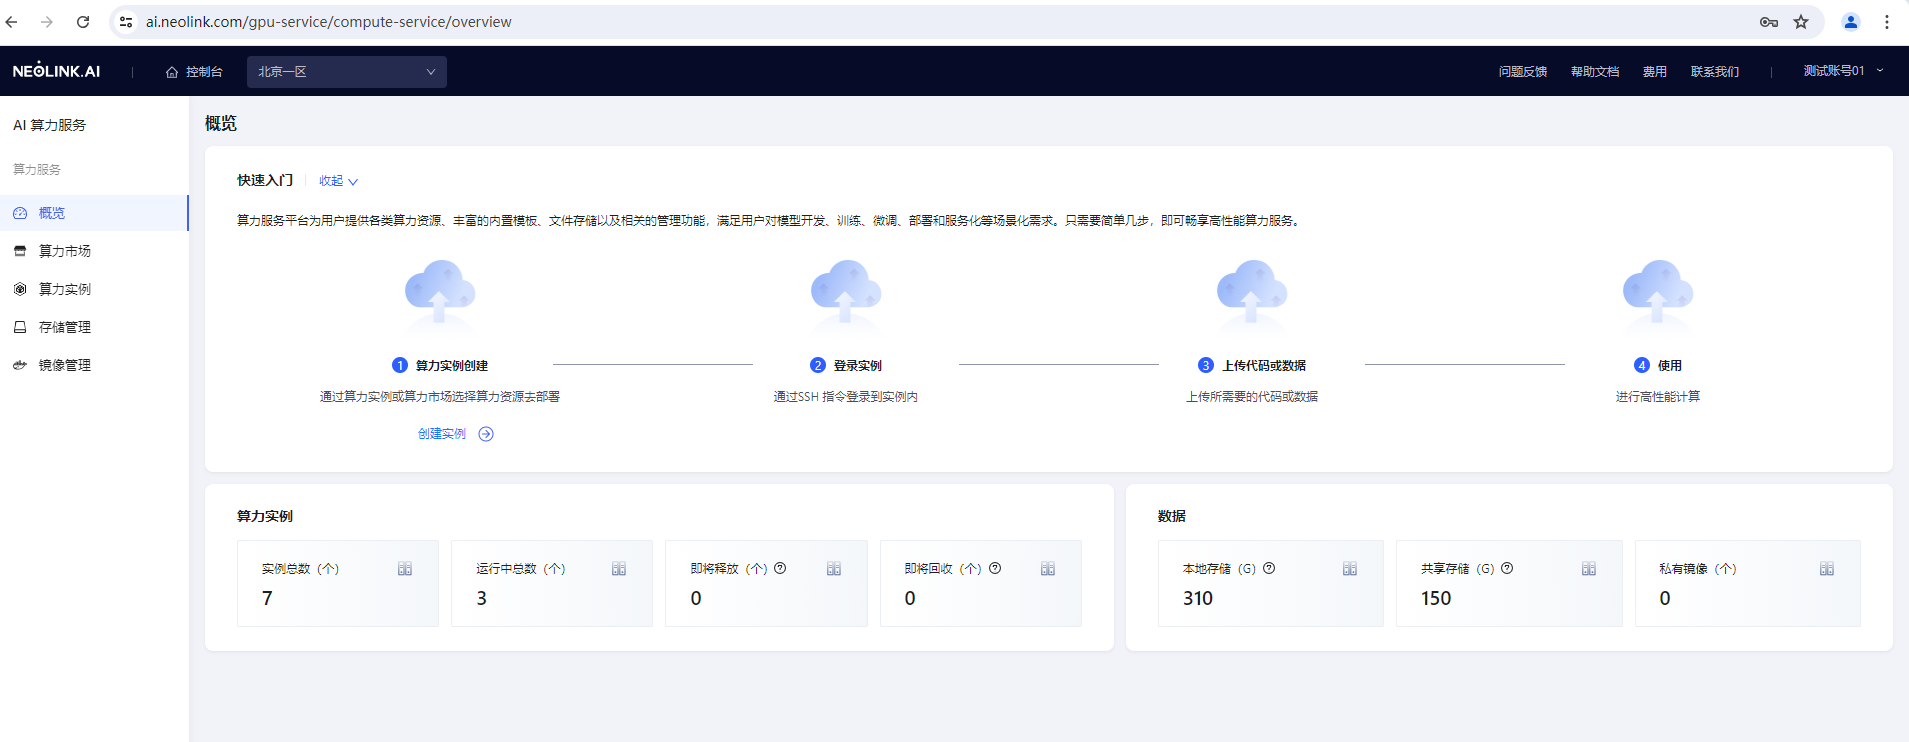 ai.neolink.com/gpu-service/compute-service/overview
NEOLINK.AI
控制台
北京一区
问题反馈
帮助文档
费用
联系我们
测试账号01
AI 算力服务
算力服务
概览
算力市场
算力实例
存储管理
镜像管理
概览
快速入门
收起
算力服务平台为用户提供各类算力资源、丰富的内置模板、文件存储以及相关的管理功能，满足用户对模型开发、训练、微调、部署和服务化等场景化需求。只需要简单几步，即可畅享高性能算力服务。
1 算力实例创建
通过算力实例或算力市场选择算力资源去部署
创建实例
2 登录实例
通过SSH 指令登录到实例内
3 上传代码或数据
上传所需要的代码或数据
4 使用
进行高性能计算
算力实例
实例总数（个）
7
运行中总数（个）
3
即将释放（个）
0
即将回收（个）
0
数据
本地存储（G）
310
共享存储（G）
150
私有镜像（个）
0